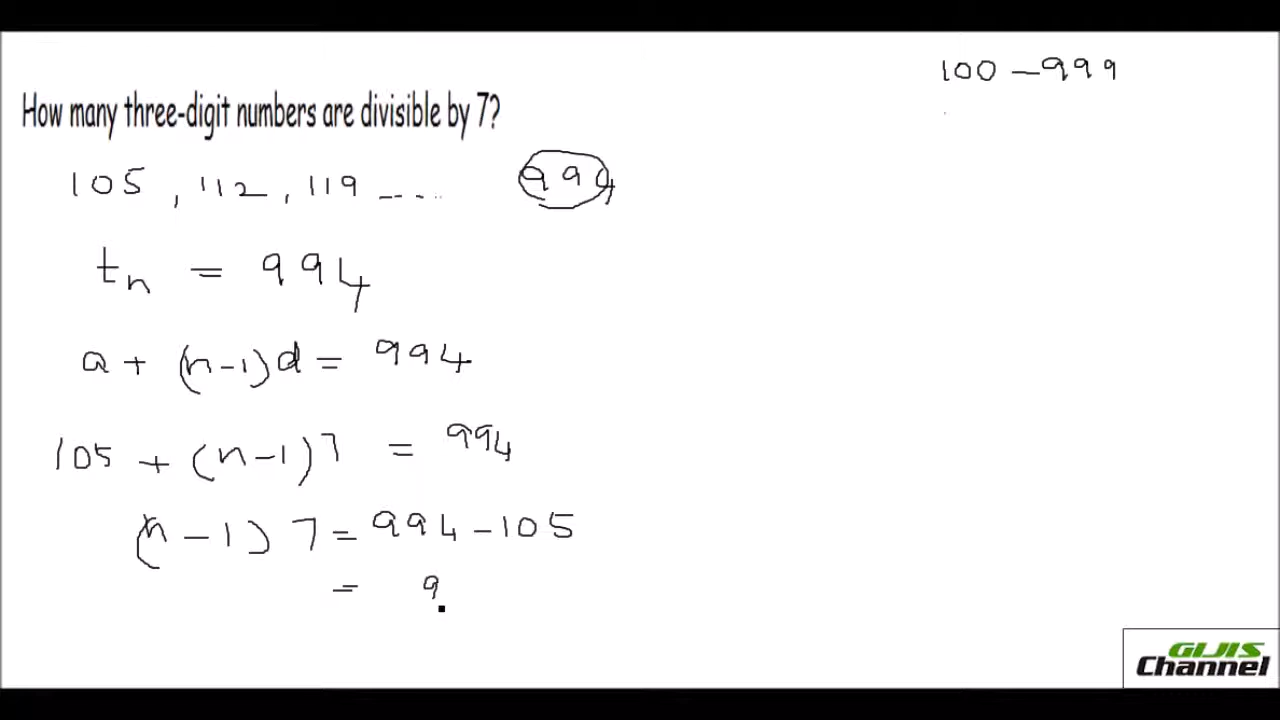 100 – 999
How many three-digit numbers are divisible by 7?
105 , 112 , 119 ---- 994
tn = 994
a + (n-1)d = 994
105 + (n-1)7 = 994
(n-1)7 = 994-105
= 9
GIJIS
Channel